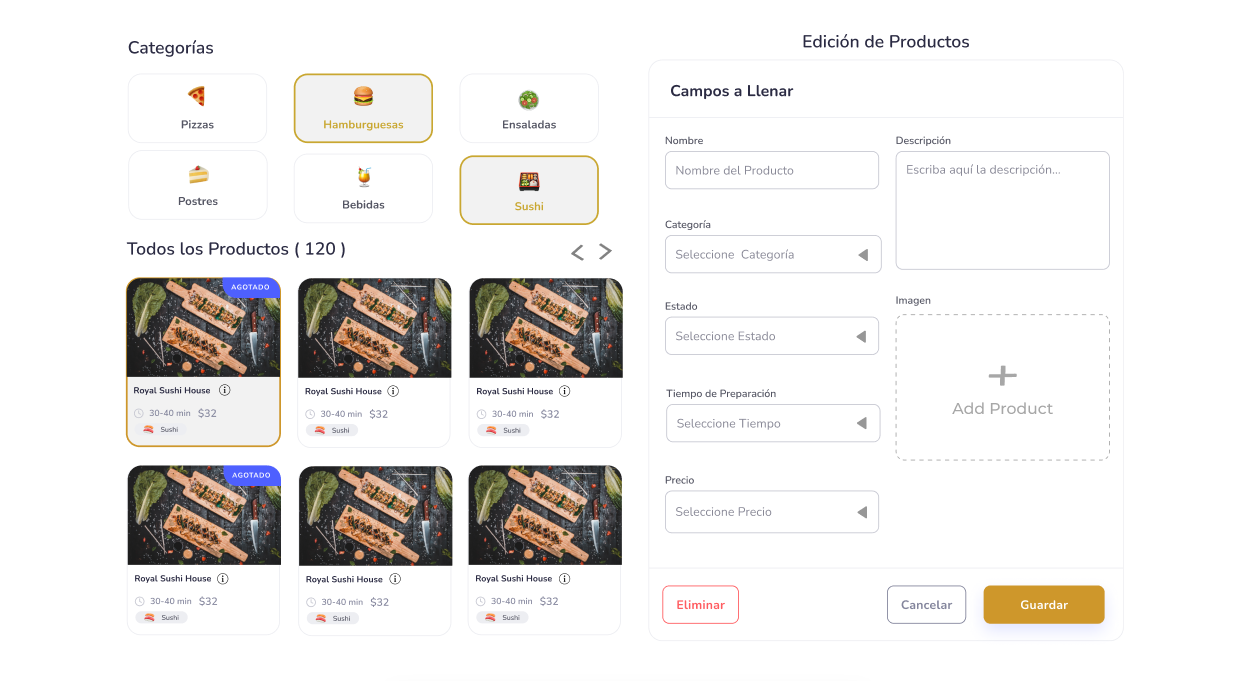 Categorías
Pizzas
Hamburguesas
Ensaladas
Postres
Bebidas
Sushi
Todos los Productos ( 120 )
< >
AGOTADO
Royal Sushi House
30-40 min $32
Sushi
Royal Sushi House
30-40 min $32
Sushi
Royal Sushi House
30-40 min $32
Sushi
AGOTADO
Royal Sushi House
30-40 min $32
Sushi
Royal Sushi House
30-40 min $32
Sushi
Royal Sushi House
30-40 min $32
Sushi
Edición de Productos
Campos a Llenar
Nombre
Nombre del Producto
Categoría
Seleccione Categoría
Estado
Seleccione Estado
Tiempo de Preparación
Seleccione Tiempo
Precio
Seleccione Precio
Descripción
Escriba aquí la descripción...
Imagen
+
Add Product
Eliminar
Cancelar
Guardar